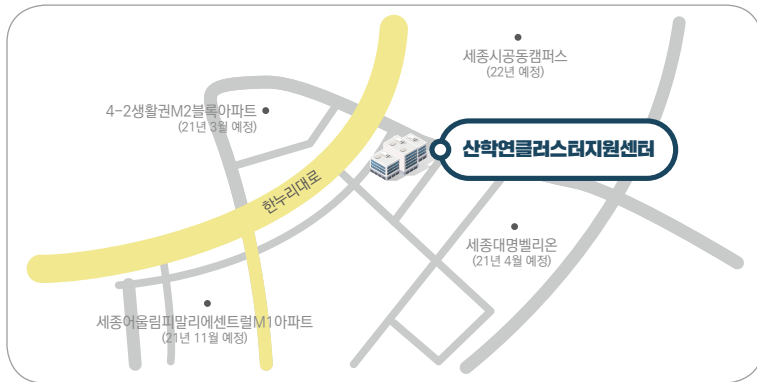 세종시공동캠퍼스
(22년 예정)
4-2생활권M2블록아파트
(21년 3월 예정)
산학연클러스터지원센터
한누리대로
세종대명벨리온
(21년 4월 예정)
세종어울림피말리에센트럴M1아파트
(21년 11월 예정)